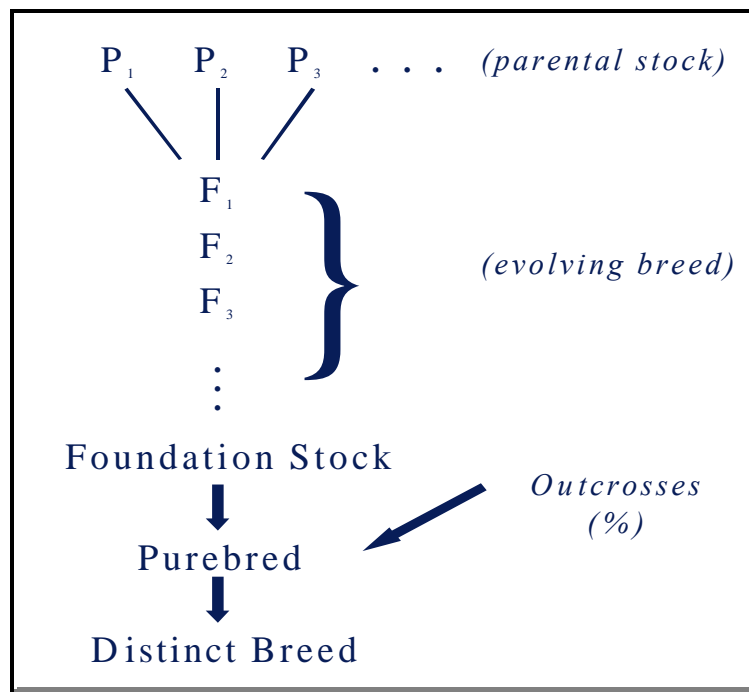 P₁ P₂ P₃ . . . (parental stock)
F₁
F₂ (evolving breed)
F₃
⋮
Foundation Stock
Outcrosses
(%)
Purebred
Distinct Breed